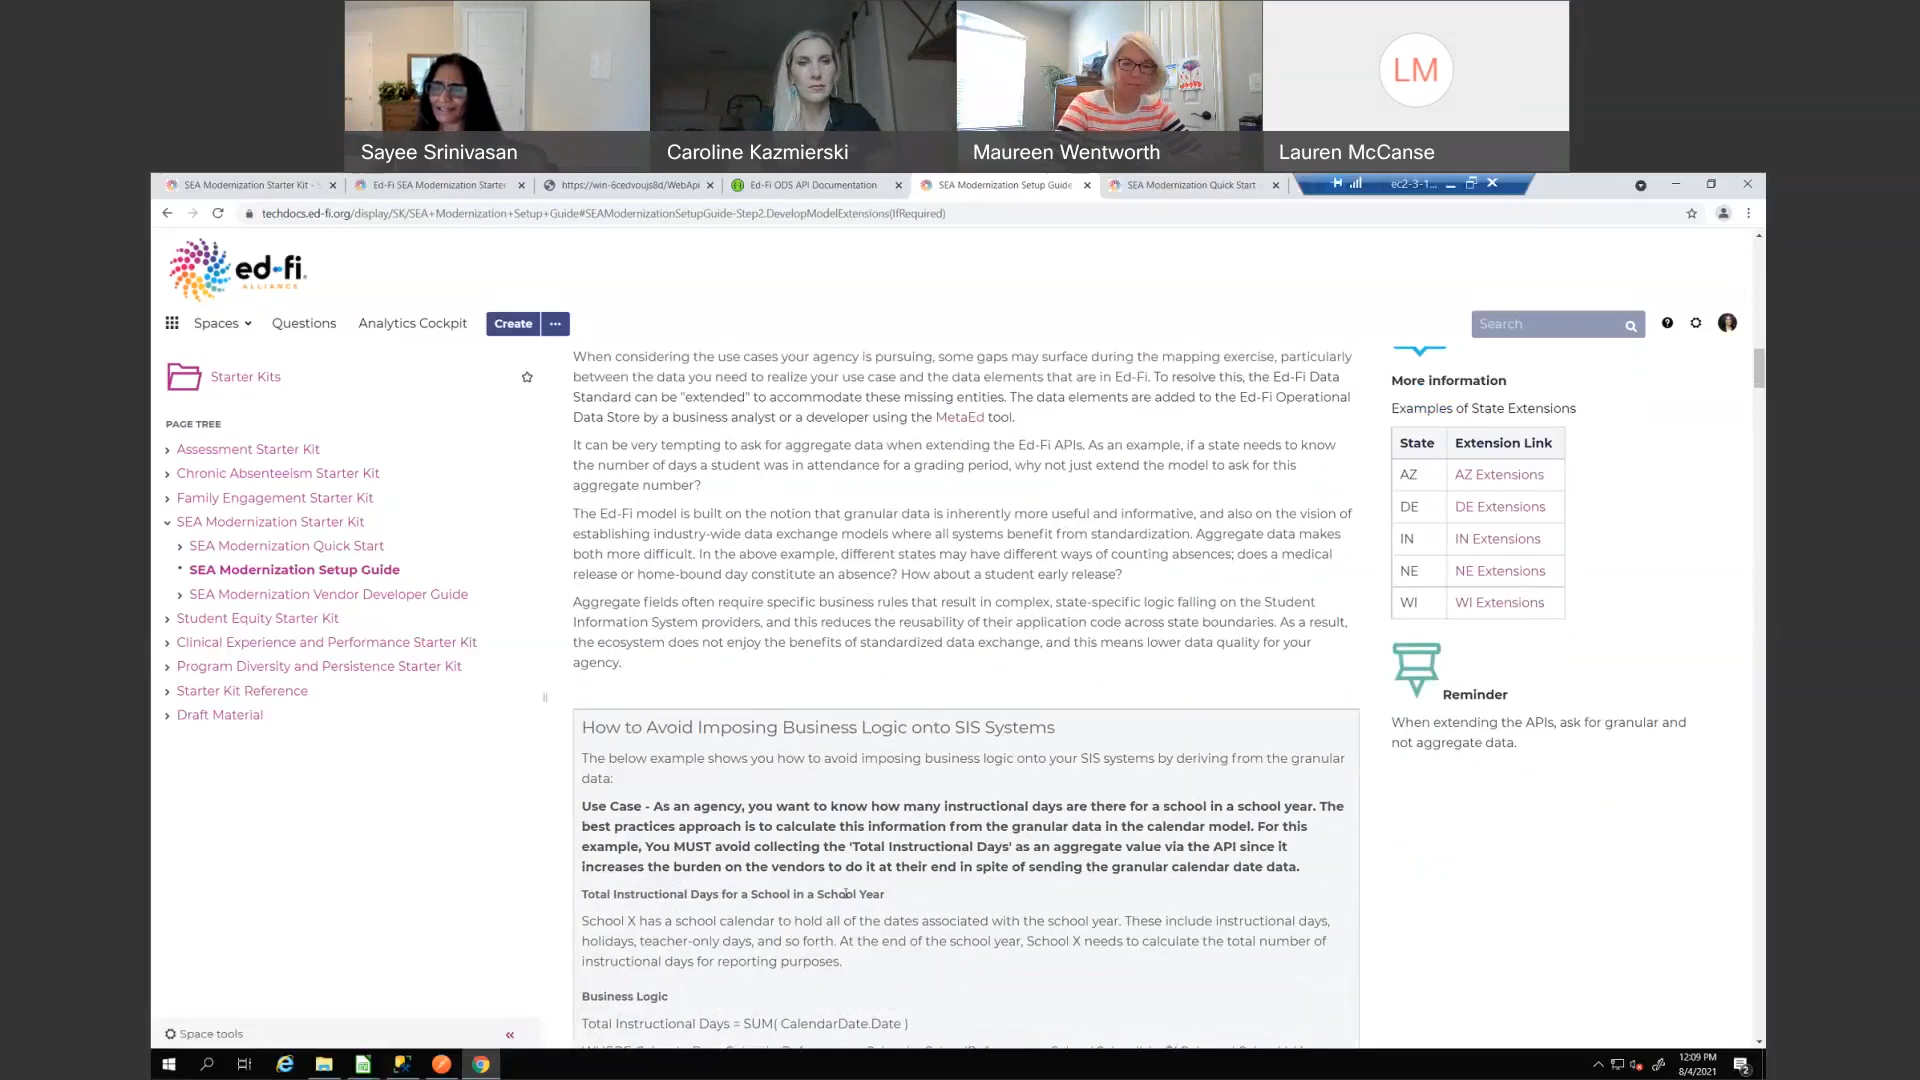 LM
Sayee Srinivasan
Caroline Kazmierski
Maureen Wentworth
Lauren McCanse
SEA Modernization Starter Kit - S
Ed-Fi SEA Modernization Starter
https://win-6cedvoujs8d/WebApi
Ed-Fi ODS API Documentation
SEA Modernization Setup Guide
SEA Modernization Quick Start
ec2-3-1...
techdocs.ed-fi.org/display/SK/SEA+Modernization+Setup+Guide#SEAModernizationSetupGuide-Step2.DevelopModelExtensions(IfRequired)
ed-fi
ALLIANCE
Spaces
Questions
Analytics Cockpit
Create
Search
Starter Kits
PAGE TREE
Assessment Starter Kit
Chronic Absenteeism Starter Kit
Family Engagement Starter Kit
SEA Modernization Starter Kit
SEA Modernization Quick Start
SEA Modernization Setup Guide
SEA Modernization Vendor Developer Guide
Student Equity Starter Kit
Clinical Experience and Performance Starter Kit
Program Diversity and Persistence Starter Kit
Starter Kit Reference
Draft Material
Space tools
When considering the use cases your agency is pursuing, some gaps may surface during the mapping exercise, particularly
between the data you need to realize your use case and the data elements that are in Ed-Fi. To resolve this, the Ed-Fi Data
Standard can be "extended" to accommodate these missing entities. The data elements are added to the Ed-Fi Operational
Data Store by a business analyst or a developer using the MetaEd tool.
It can be very tempting to ask for aggregate data when extending the Ed-Fi APIs. As an example, if a state needs to know
the number of days a student was in attendance for a grading period, why not just extend the model to ask for this
aggregate number?
The Ed-Fi model is built on the notion that granular data is inherently more useful and informative, and also on the vision of
establishing industry-wide data exchange models where all systems benefit from standardization. Aggregate data makes
both more difficult. In the above example, different states may have different ways of counting absences; does a medical
release or home-bound day constitute an absence? How about a student early release?
Aggregate fields often require specific business rules that result in complex, state-specific logic falling on the Student
Information System providers, and this reduces the reusability of their application code across state boundaries. As a result,
the ecosystem does not enjoy the benefits of standardized data exchange, and this means lower data quality for your
agency.
How to Avoid Imposing Business Logic onto SIS Systems
The below example shows you how to avoid imposing business logic onto your SIS systems by deriving from the granular
data:
Use Case - As an agency, you want to know how many instructional days are there for a school in a school year. The
best practices approach is to calculate this information from the granular data in the calendar model. For this
example, You MUST avoid collecting the 'Total Instructional Days' as an aggregate value via the API since it
increases the burden on the vendors to do it at their end in spite of sending the granular calendar date data.
Total Instructional Days for a School in a School Year
School X has a school calendar to hold all of the dates associated with the school year. These include instructional days,
holidays, teacher-only days, and so forth. At the end of the school year, School X needs to calculate the total number of
instructional days for reporting purposes.
Business Logic
Total Instructional Days = SUM( CalendarDate.Date )
More information
Examples of State Extensions
State Extension Link
AZ AZ Extensions
DE DE Extensions
IN IN Extensions
NE NE Extensions
WI WI Extensions
Reminder
When extending the APIs, ask for granular and
not aggregate data.
12:09 PM
8/4/2021
2